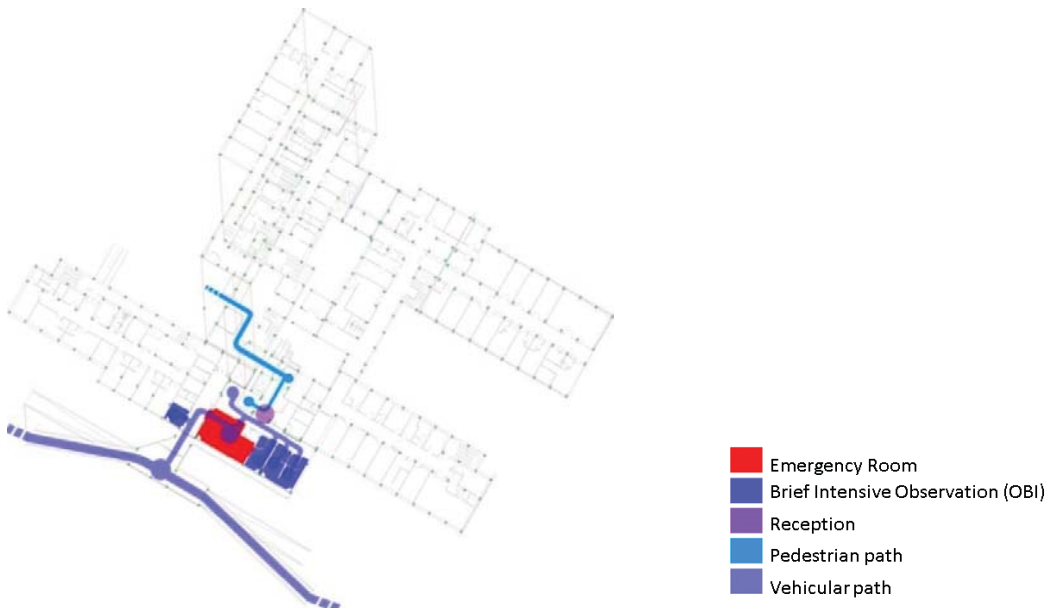 Emergency Room
Brief Intensive Observation (OBI)
Reception
Pedestrian path
Vehicular path